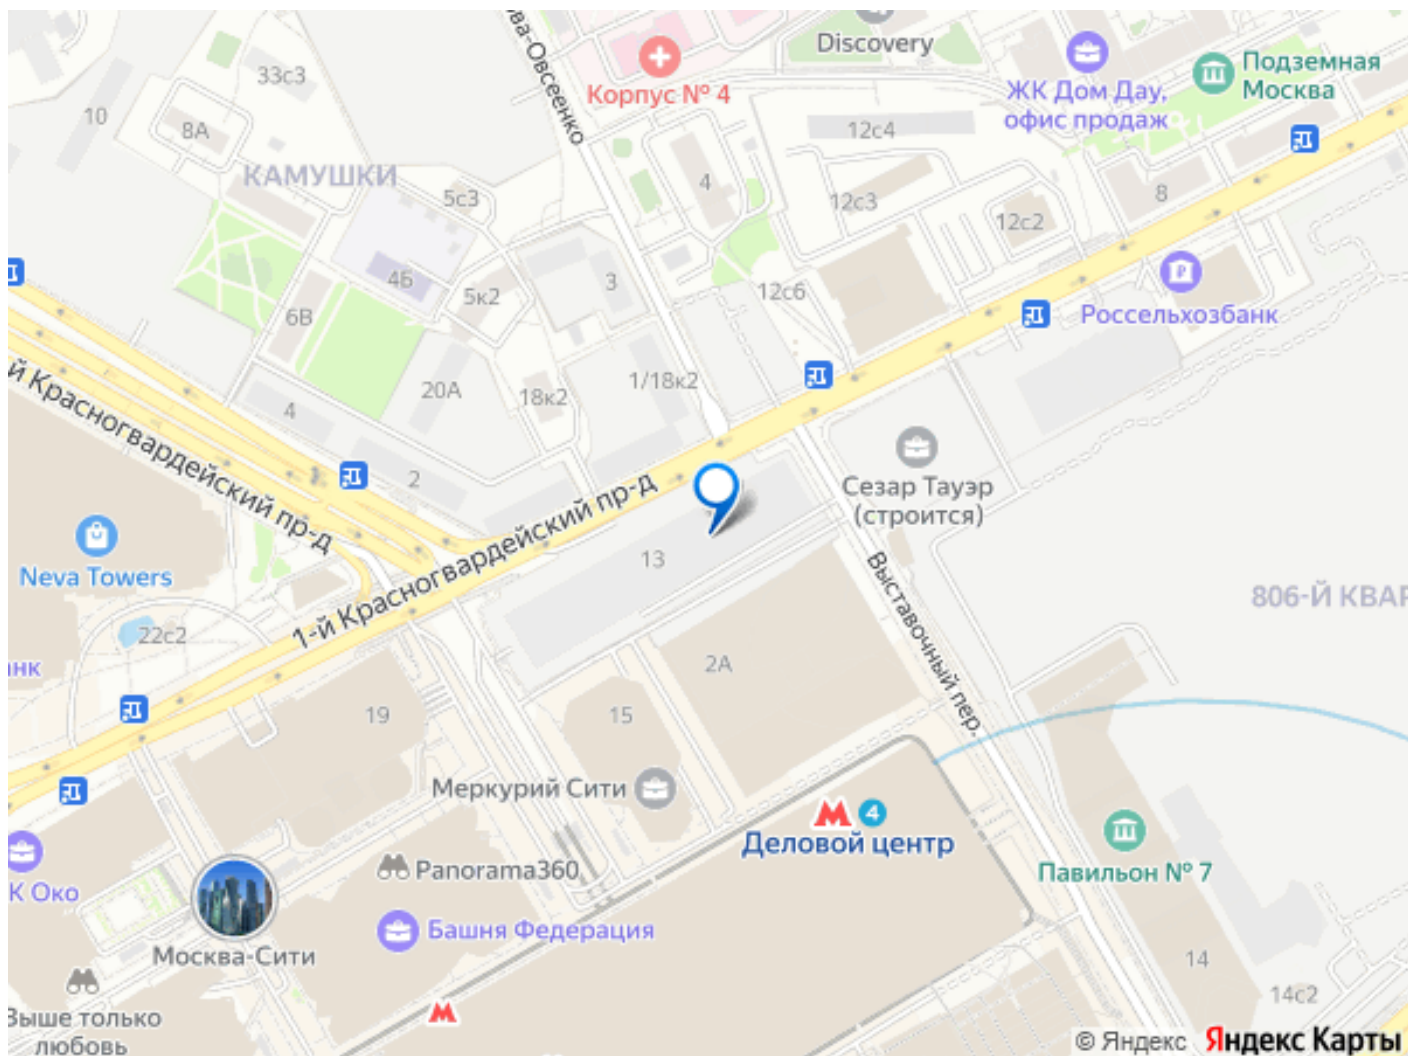 ва-Овсеенко
Discovery
33с3
Корпус № 4
ЖК Дом Дау,
офис продаж
Подземная
Москва
10
8А
12с4
КАМУШКИ
5с3
4
12с3
8
12с2
4Б
5к2
3
12с6
Россельхозбанк
6В
20А
18к2
1/18к2
4
2
-й Красногвардейский пр-д
1-й Красногвардейский пр-д
Сезар Тауэр
(строится)
Neva Towers
13
Выставочный пер.
806-Й КВАР
22с2
нк
2А
19
15
Меркурий Сити
4
Деловой центр
Panorama360
К Око
Павильон № 7
Башня Федерация
Москва-Сити
14
14с2
Выше только
любовь
© Яндекс Яндекс Карты